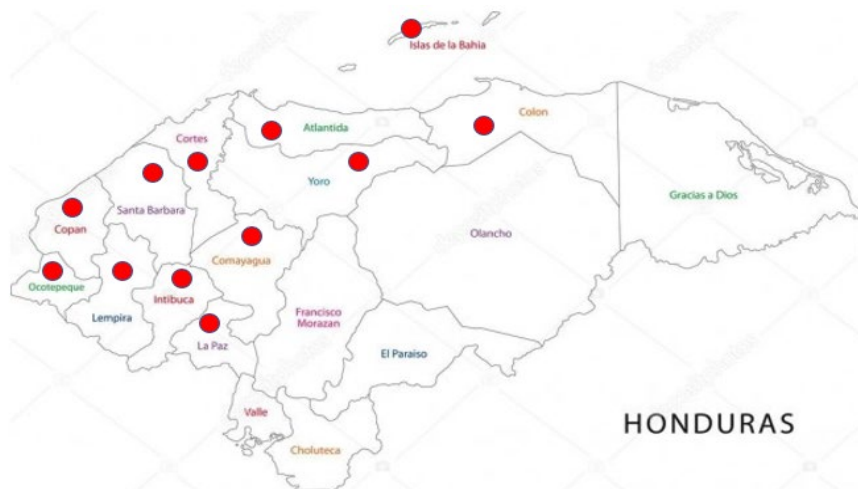 Islas de la Bahia
Atlantida
Colon
Cortes
Yoro
Santa Barbara
Gracias a Dios
Copan
Olancho
Comayagua
Ocotepeque
Intibuca
Lempira
Francisco
Morazan
La Paz
El Paraiso
Valle
HONDURAS
Choluteca